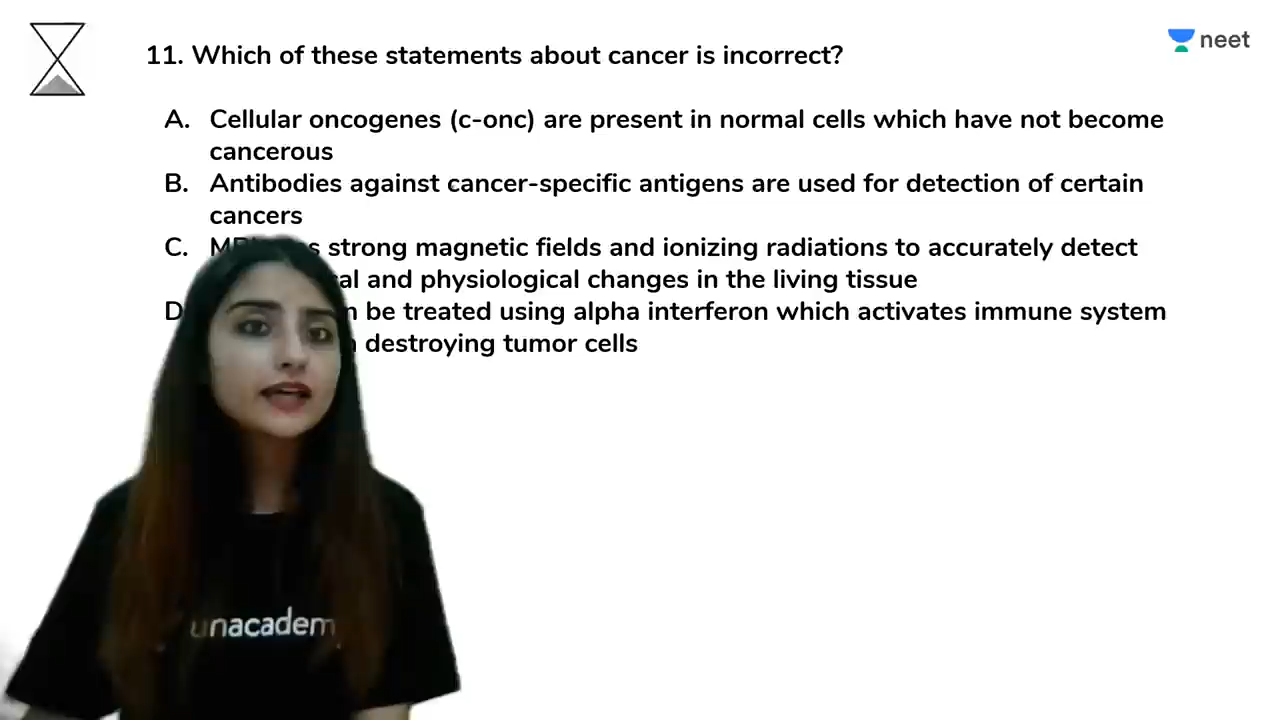 11. Which of these statements about cancer is incorrect?
neet
A. Cellular oncogenes (c-onc) are present in normal cells which have not become
cancerous
B. Antibodies against cancer-specific antigens are used for detection of certain
cancers
C. strong magnetic fields and ionizing radiations to accurately detect
and physiological changes in the living tissue
D be treated using alpha interferon which activates immune system
destroying tumor cells
unacadem